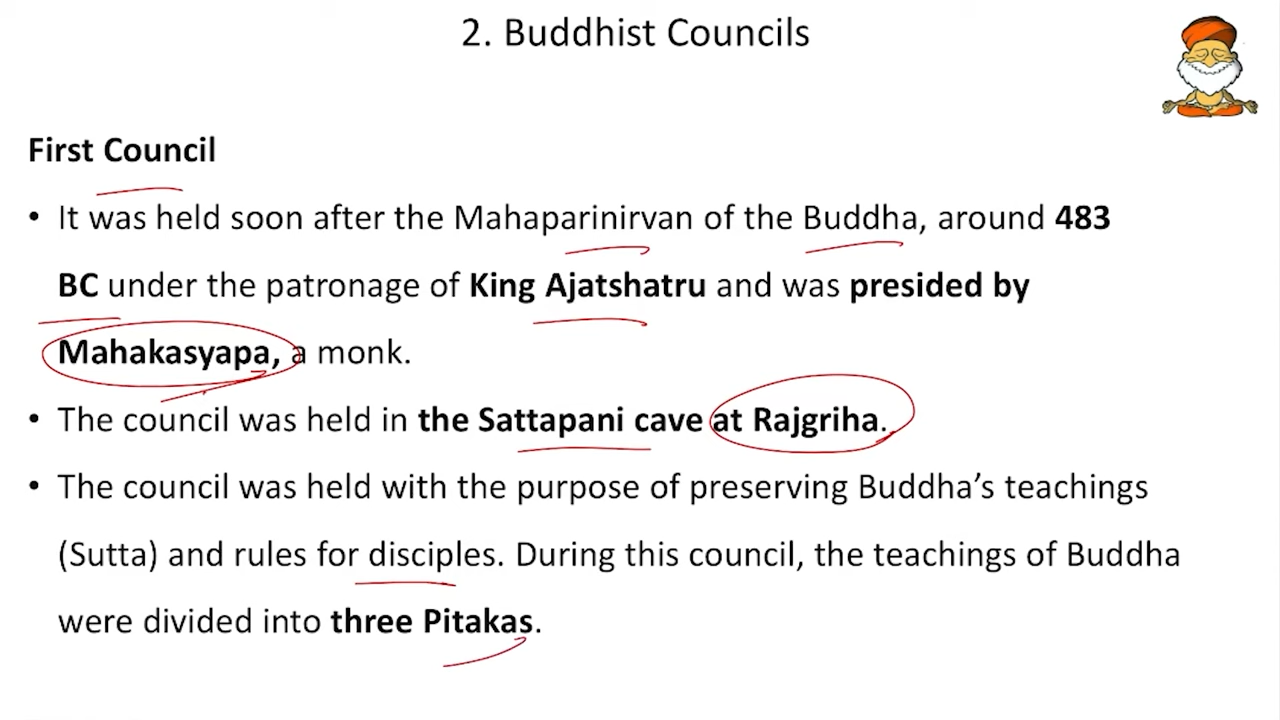 2. Buddhist Councils
First Council
• It was held soon after the Mahaparinirvan of the Buddha, around 483
BC under the patronage of King Ajatshatru and was presided by
Mahakasyapa, a monk.
• The council was held in the Sattapani cave at Rajgriha.
• The council was held with the purpose of preserving Buddha’s teachings
(Sutta) and rules for disciples. During this council, the teachings of Buddha
were divided into three Pitakas.